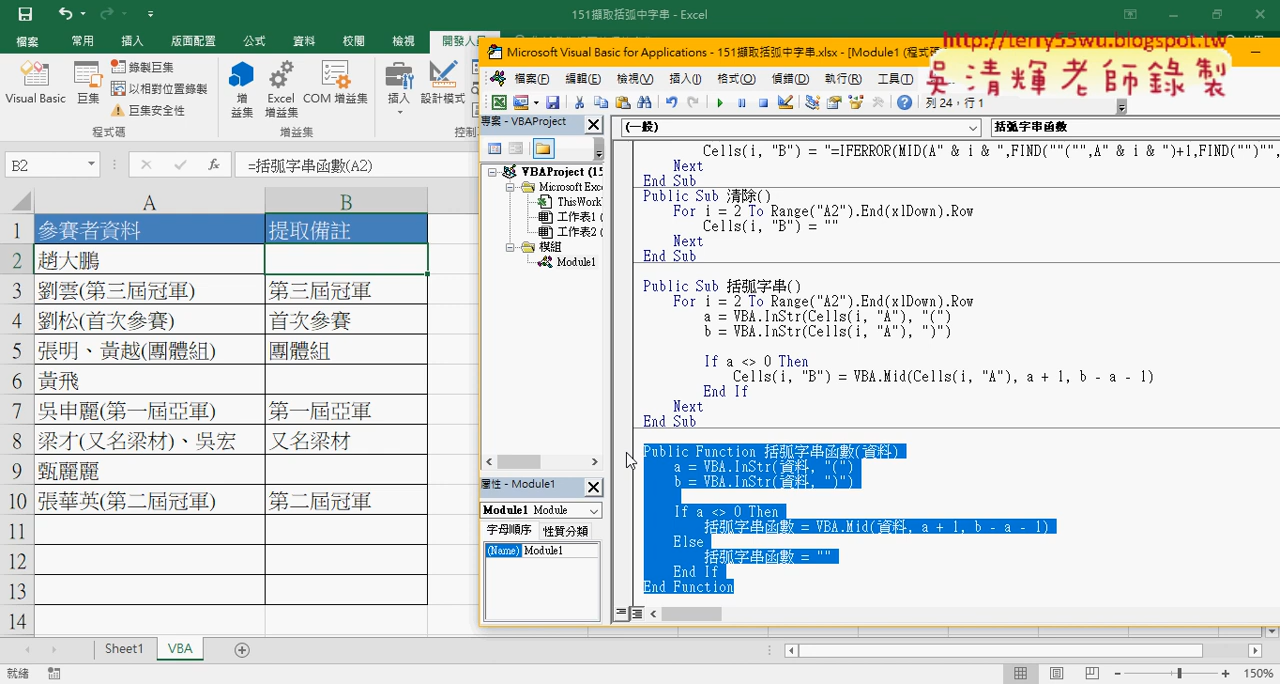 151擷取括弧中字串 - Excel
檔案 常用 插入 版面配置 公式 資料 校閱 檢視 開發人
Visual Basic 巨集 錄製巨集 以相對位置錄製 巨集安全性 程式碼
增益集 Excel 增益集 COM 增益集 增益集
插入 設計模式
B2 fx =括弧字串函數(A2)
A B
1 參賽者資料 提取備註
2 趙大鵬
3 劉雲(第三屆冠軍) 第三屆冠軍
4 劉松(首次參賽) 首次參賽
5 張明、黃越(團體組) 團體組
6 黃飛
7 吳申麗(第一屆亞軍) 第一屆亞軍
8 梁才(又名梁材)、吳宏 又名梁材
9 甄麗麗
10 張華英(第二屆冠軍) 第二屆冠軍
11
12
13
14
Sheet1 VBA
就緒
150%
Microsoft Visual Basic for Applications - 151擷取括弧中字串.xlsx - [Module1 (程式碼
http://terry55wu.blogspot.tw
吳清輝老師錄製
檔案(F) 編輯(E) 檢視(V) 插入(I) 格式(O) 偵錯(D) 執行(R) 工具(T)
列 24，行 1
專案 - VBAProject
VBAProject (15
Microsoft Exce
ThisWork
工作表1 (
工作表2 (
模組
Module1
屬性 - Module1
Module1 Module
字母順序 性質分類
(Name) Module1
(一般) 括弧字串函數
Cells(i, "B") = "=IFERROR(MID(A" & i & ",FIND(""("",A" & i & ")+1,FIND("")"",
Next
End Sub
Public Sub 清除()
For i = 2 To Range("A2").End(xlDown).Row
Cells(i, "B") = ""
Next
End Sub
Public Sub 括弧字串()
For i = 2 To Range("A2").End(xlDown).Row
a = VBA.InStr(Cells(i, "A"), "(")
b = VBA.InStr(Cells(i, "A"), ")")
If a <> 0 Then
Cells(i, "B") = VBA.Mid(Cells(i, "A"), a + 1, b - a - 1)
End If
Next
End Sub
Public Function 括弧字串函數(資料)
a = VBA.InStr(資料, "(")
b = VBA.InStr(資料, ")")
If a <> 0 Then
括弧字串函數 = VBA.Mid(資料, a + 1, b - a - 1)
Else
括弧字串函數 = ""
End If
End Function